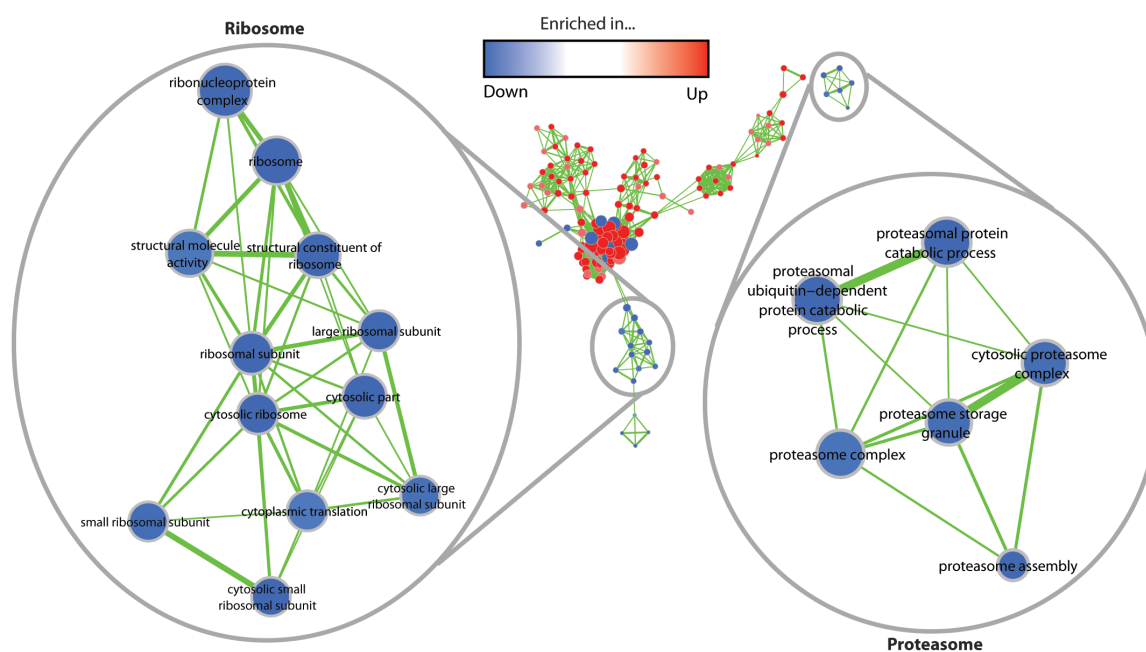 Ribosome
Enriched in...
Down
Up
ribonucleoprotein
complex
ribosome
structural molecule
activity
structural constituent of
ribosome
large ribosomal subunit
ribosomal subunit
cytosolic part
cytosolic ribosome
cytosolic large
ribosomal subunit
cytoplasmic translation
small ribosomal subunit
cytosolic small
ribosomal subunit
proteasomal protein
catabolic process
proteasomal
ubiquitin−dependent
protein catabolic
process
cytosolic proteasome
complex
proteasome storage
granule
proteasome complex
proteasome assembly
Proteasome